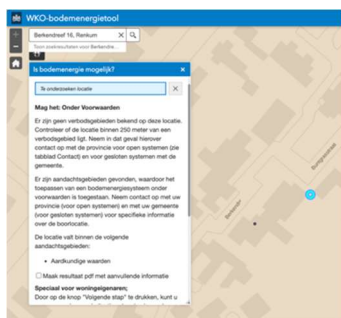 WKO-bodemenergietool
Berkendreef 16, Renkum
Toon zoekresultaten voor Berkendre...
Is bodemenergie mogelijk?
Te onderzoeken locatie
Mag het: Onder Voorwaarden
Er zijn geen verbodsgebieden bekend op deze locatie.
Controleer of de locatie binnen 250 meter van een
verbodsgebied ligt. Neem in dat geval hierover
contact op met de provincie voor open systemen (zie
tabblad Contact) en voor gesloten systemen met de
gemeente.
Er zijn aandachtsgebieden gevonden, waardoor het
toepassen van een bodemenergiesysteem onder
voorwaarden is toegestaan. Neem contact op met uw
provincie (voor open systemen) en met uw gemeente
(voor gesloten systemen) voor specifieke informatie
over de boorlocatie.
De locatie valt binnen de volgende
aandachtsgebieden:
• Aardkundige waarden
Maak resultaat pdf met aanvullende informatie
Speciaal voor woningeigenaren;
Door op de knop "Volgende stap" te drukken, kunt u